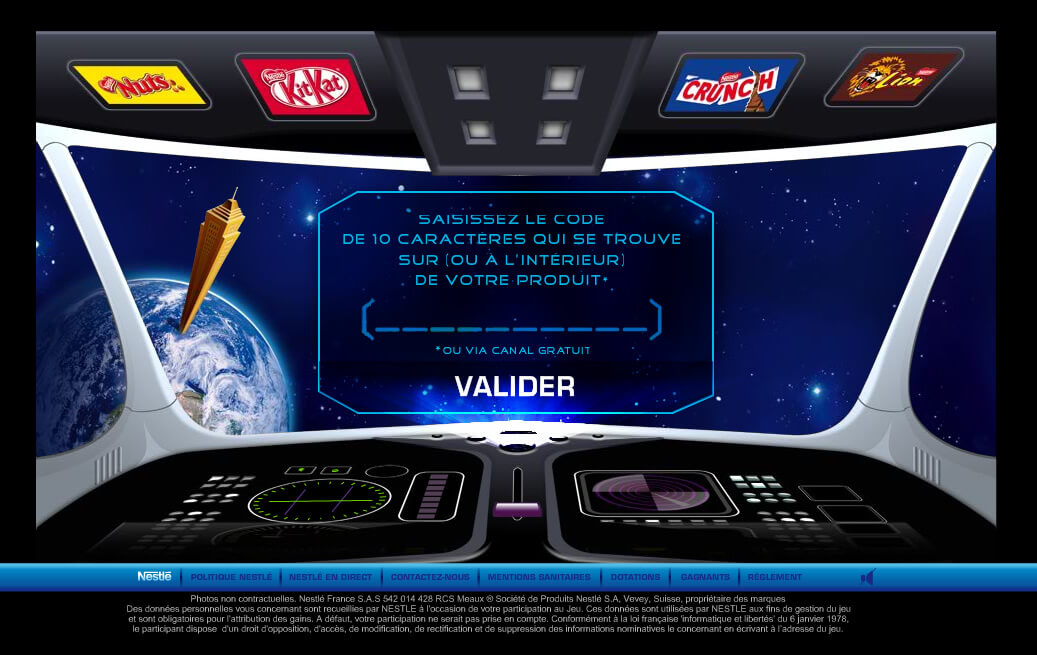 Nestlé Nuts
Nestlé KitKat
Nestlé CRUNCH
Lion Nestlé
SAISISSEZ LE CODE
DE 10 CARACTÈRES QUI SE TROUVE
SUR (OU À L'INTÉRIEUR)
DE VOTRE PRODUIT*
*OU VIA CANAL GRATUIT
VALIDER
Nestlé POLITIQUE NESTLÉ NESTLÉ EN DIRECT CONTACTEZ-NOUS MENTIONS SANITAIRES DOTATIONS GAGNANTS RÈGLEMENT
Photos non contractuelles. Nestlé France S.A.S 542 014 428 RCS Meaux ® Société de Produits Nestlé S.A, Vevey, Suisse, propriétaire des marques
Des données personnelles vous concernant sont recueillies par NESTLE à l'occasion de votre participation au Jeu. Ces données sont utilisées par NESTLE aux fins de gestion du jeu
et sont obligatoires pour l'attribution des gains. A défaut, votre participation ne serait pas prise en compte. Conformément à la loi française 'informatique et libertés' du 6 janvier 1978,
le participant dispose d'un droit d'opposition, d'accès, de modification, de rectification et de suppression des informations nominatives le concernant en écrivant à l'adresse du jeu.